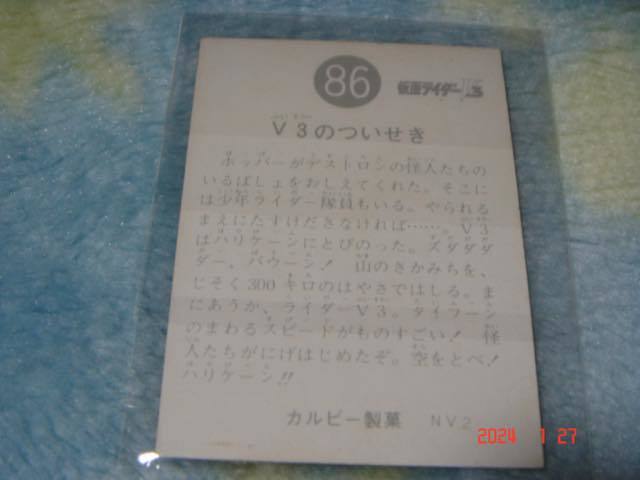 86
仮面ライダーV3
V3のついせき
ホッパーがデストロンの怪人たちの
いるばしょをおしえてくれた。そこに
は少年ライダー隊員もいる。やられる
まえにたすけださなければ……。V3
はハリケーンにとびのった。ズダダダ
ダー、バウーン! 山のさかみちを、
じそく300キロのはやさではしる。ま
にあうか、ライダーV3。タイフーン
のまわるスピードがものすごい! 怪
人たちがにげはじめたぞ。空をとべ!
ハリケーン!!
カルビー製菓 NV2
2024 1 27